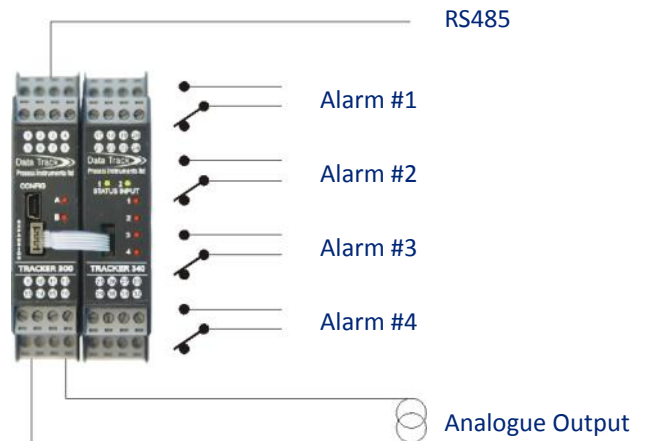 RS485
Alarm #1
Alarm #2
Alarm #3
Alarm #4
Analogue Output
Data Track
Process Instruments ltd
CONFIG
A
B
TRACKER 300
Data Track
Process Instruments ltd
1 2
STATUS INPUT
1
2
3
4
TRACKER 340